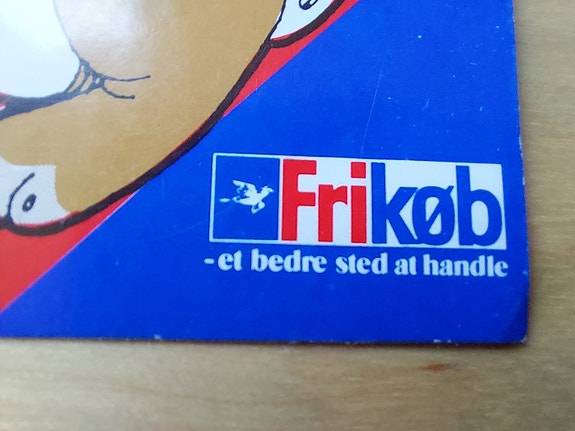 Frikøb
- et bedre sted at handle